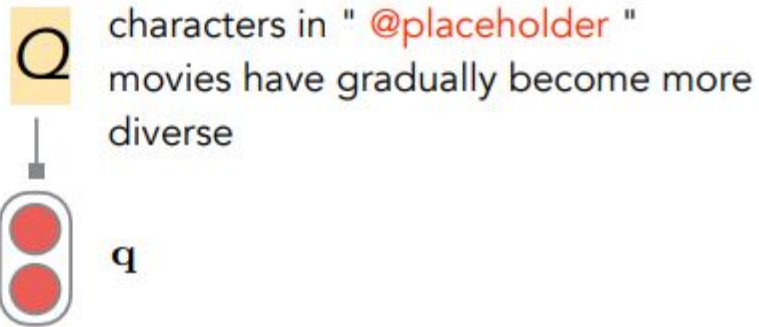 Q
characters in " @placeholder "
movies have gradually become more
diverse
q